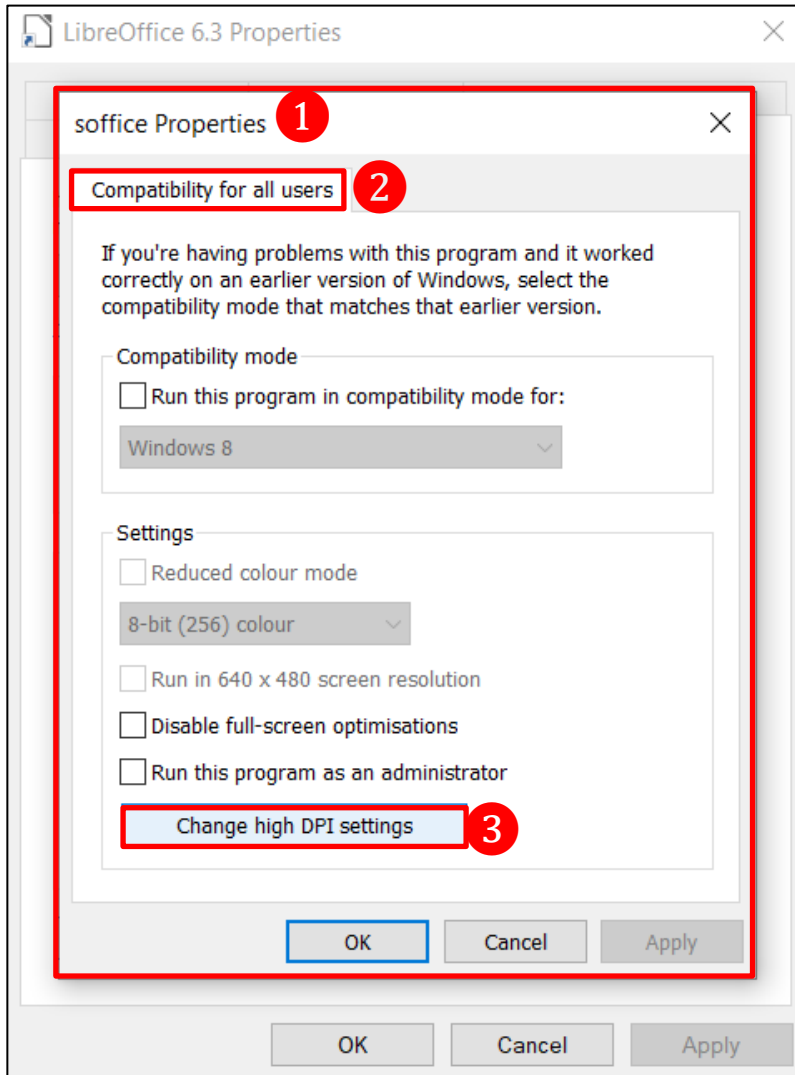 LibreOffice 6.3 Properties
soffice Properties 1
Compatibility for all users 2
If you're having problems with this program and it worked
correctly on an earlier version of Windows, select the
compatibility mode that matches that earlier version.
Compatibility mode
Run this program in compatibility mode for:
Windows 8
Settings
Reduced colour mode
8-bit (256) colour
Run in 640 x 480 screen resolution
Disable full-screen optimisations
Run this program as an administrator
Change high DPI settings 3
OK Cancel Apply
OK Cancel Apply